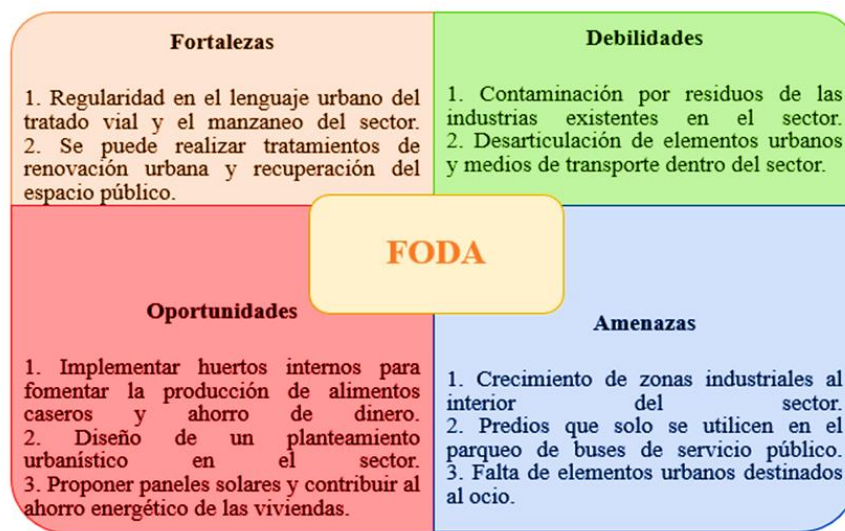 Fortalezas
1. Regularidad en el lenguaje urbano del
tratado vial y el manzaneo del sector.
2. Se puede realizar tratamientos de
renovación urbana y recuperación del
espacio público.
Debilidades
1. Contaminación por residuos de las
industrias existentes en el sector.
2. Desarticulación de elementos urbanos
y medios de transporte dentro del sector.
FODA
Oportunidades
1. Implementar huertos internos para
fomentar la producción de alimentos
caseros y ahorro de dinero.
2. Diseño de un planteamiento
urbanístico en el sector.
3. Proponer paneles solares y contribuir al
ahorro energético de las viviendas.
Amenazas
1. Crecimiento de zonas industriales al
interior del sector.
2. Predios que solo se utilicen en el
parqueo de buses de servicio público.
3. Falta de elementos urbanos destinados
al ocio.